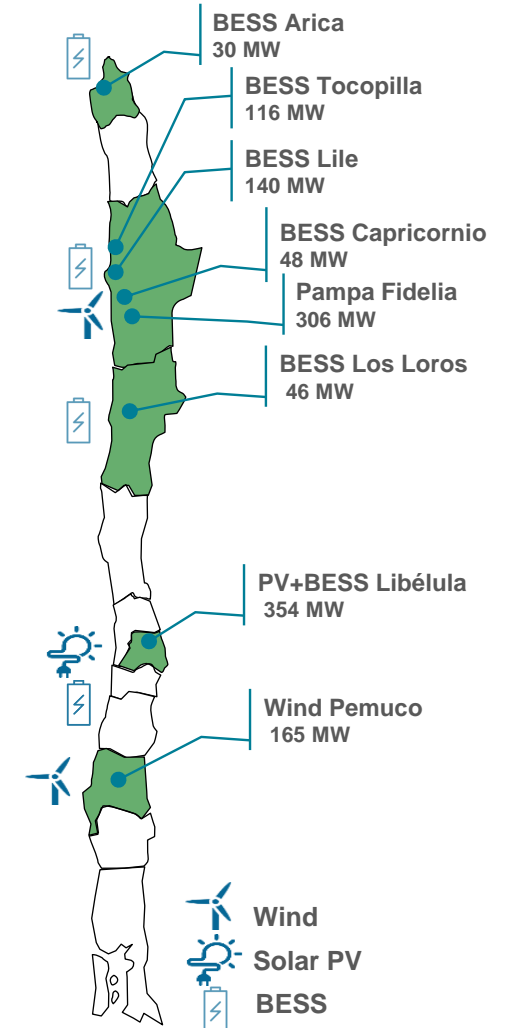 BESS Arica
30 MW
BESS Tocopilla
116 MW
BESS Lile
140 MW
BESS Capricornio
48 MW
Pampa Fidelia
306 MW
BESS Los Loros
46 MW
PV+BESS Libélula
354 MW
Wind Pemuco
165 MW
Wind
Solar PV
BESS